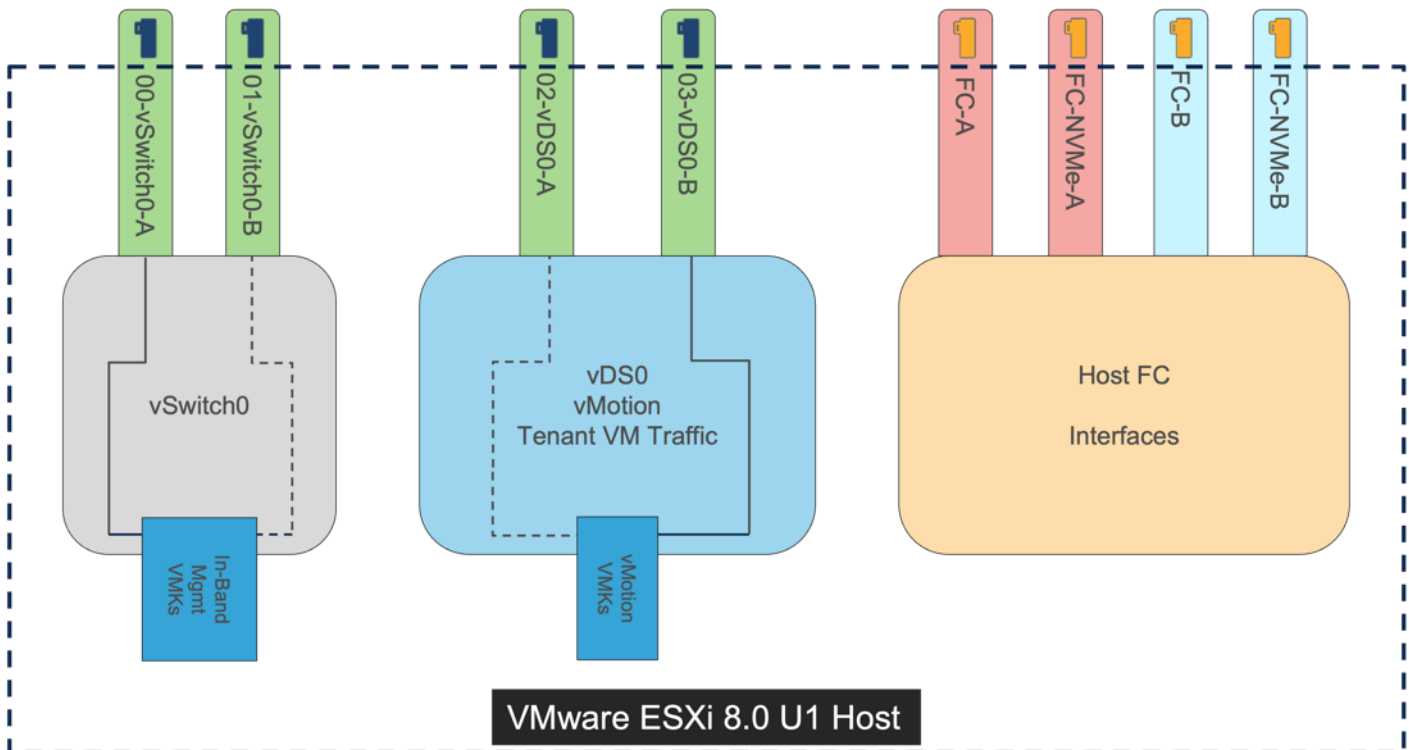 00-vSwitch0-A
01-vSwitch0-B
02-vDS0-A
03-vDS0-B
FC-A
FC-NVMe-A
FC-B
FC-NVMe-B
vSwitch0
vDS0
vMotion
Tenant VM Traffic
Host FC
Interfaces
In-Band
Mgmt
VMKs
vMotion
VMKs
VMware ESXi 8.0 U1 Host